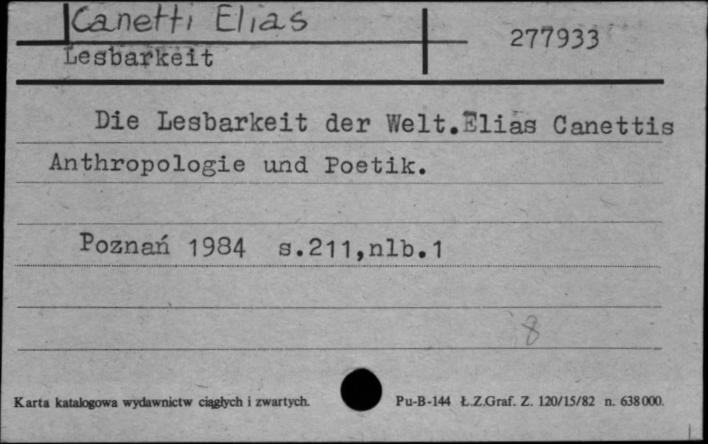 Canetti Elias
277933
Lesbarkeit
Die Lesbarkeit der Welt.Elias Canettis
Anthropologie und Poetik.
Poznań 1984 s.211,nlb.1
8
Karta katalogowa wydawnictw ciągłych i zwartych. Pu-B-144 Ł.Z.Graf. Z. 120/15/82 n. 638000.